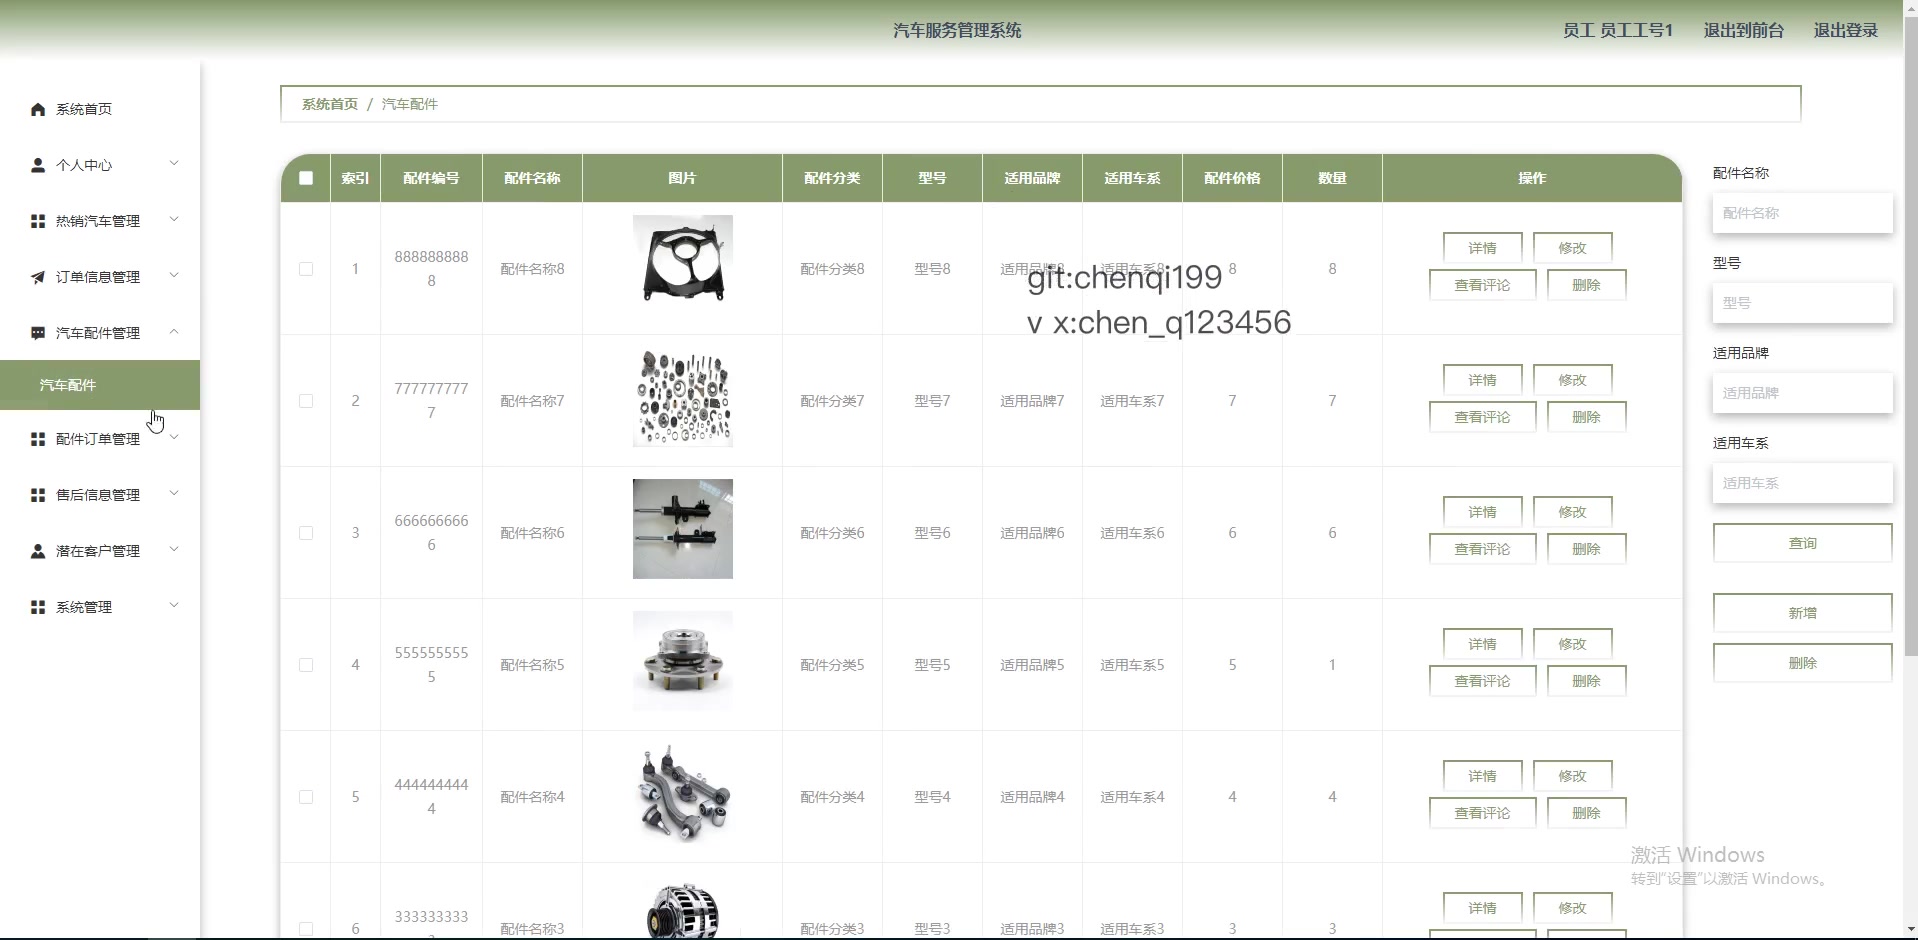 汽车服务管理系统
员工 员工工号1 退出到前台 退出登录
系统首页
个人中心
热销汽车管理
订单信息管理
汽车配件管理
汽车配件
配件订单管理
售后信息管理
潜在客户管理
系统管理
系统首页 / 汽车配件
索引 配件编号 配件名称 图片 配件分类 型号 适用品牌 适用车系 配件价格 数量 操作
1 888888888 配件名称8 配件分类8 型号8 适用品牌8 适用车系8 8 8 详情 修改
8 查看评论 删除
git:chenqi199
v x:chen_q123456
2 777777777 配件名称7 配件分类7 型号7 适用品牌7 适用车系7 7 7 详情 修改
7 查看评论 删除
3 666666666 配件名称6 配件分类6 型号6 适用品牌6 适用车系6 6 6 详情 修改
6 查看评论 删除
4 555555555 配件名称5 配件分类5 型号5 适用品牌5 适用车系5 5 1 详情 修改
5 查看评论 删除
5 444444444 配件名称4 配件分类4 型号4 适用品牌4 适用车系4 4 4 详情 修改
4 查看评论 删除
6 333333333 配件名称3 配件分类3 型号3 适用品牌3 适用车系3 3 3 详情 修改
配件名称
配件名称
型号
型号
适用品牌
适用品牌
适用车系
适用车系
查询
新增
删除
激活 Windows
转到“设置”以激活 Windows。